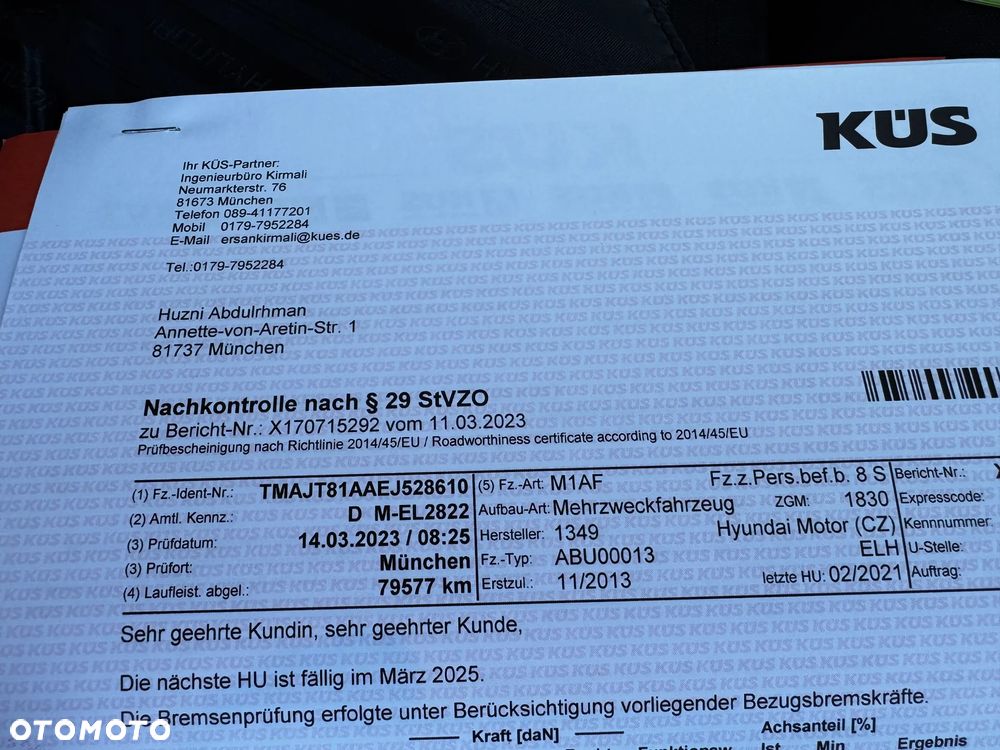 KÜS
Ihr KÜS-Partner:
Ingenieurbüro Kirmali
Neumarkterstr. 76
81673 München
Telefon 089-41177201
Mobil 0179-7952284
E-Mail ersankirmali@kues.de
Tel.:0179-7952284
Huzni Abdulrhman
Annette-von-Aretin-Str. 1
81737 München
Nachkontrolle nach § 29 StVZO
zu Bericht-Nr.: X170715292 vom 11.03.2023
Prüfbescheinigung nach Richtlinie 2014/45/EU / Roadworthiness certificate according to 2014/45/EU
(1) Fz.-Ident-Nr.: TMAJT81AAEJ528610 (5) Fz.-Art: M1AF Fz.z.Pers.bef.b. 8 S Bericht-Nr.:
(2) Amtl. Kennz.: D M-EL2822 Aufbau-Art: Mehrzweckfahrzeug ZGM: 1830 Expresscode:
(3) Prüfdatum: 14.03.2023 / 08:25 Hersteller: 1349 Hyundai Motor (CZ) Kennnummer:
(3) Prüfort: München Fz.-Typ: ABU00013 ELH U-Stelle:
(4) Laufleist. abgel.: 79577 km Erstzul.: 11/2013 letzte HU: 02/2021 Auftrag:
Sehr geehrte Kundin, sehr geehrter Kunde,
Die nächste HU ist fällig im März 2025.
Die Bremsenprüfung erfolgte unter Berücksichtigung vorliegender Bezugsbremskräfte.
Kraft [daN] Achsanteil [%]
Ist Min Ergebnis
OTOMOTO